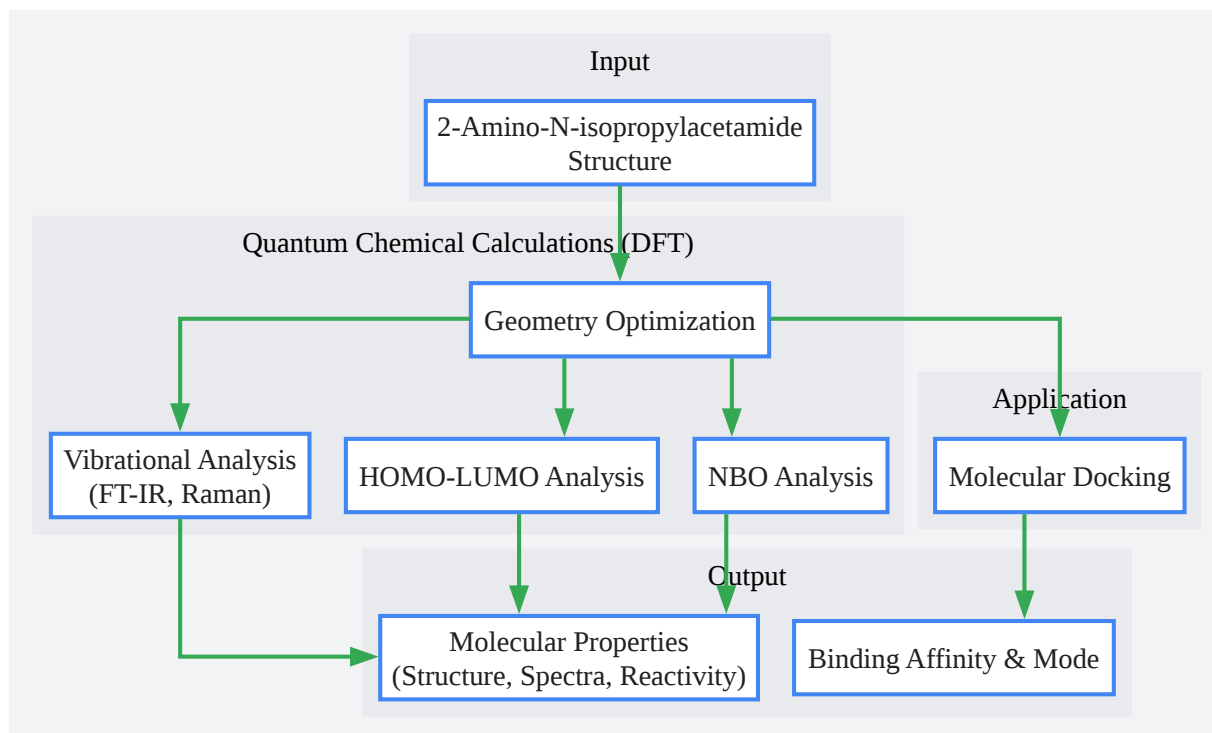 Input
2-Amino-N-isopropylacetamide
Structure
Quantum Chemical Calculations (DFT)
Geometry Optimization
Application
Vibrational Analysis
(FT-IR, Raman)
HOMO-LUMO Analysis
NBO Analysis
Molecular Docking
Output
Molecular Properties
(Structure, Spectra, Reactivity)
Binding Affinity & Mode